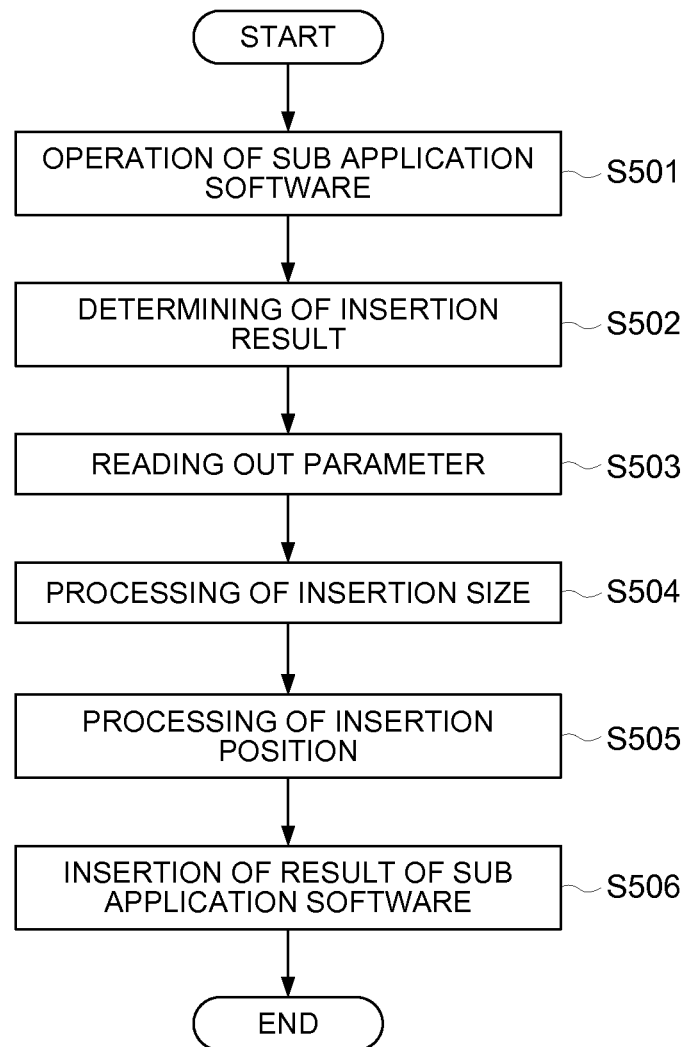 START
OPERATION OF SUB APPLICATION
SOFTWARE
S501
DETERMINING OF INSERTION
RESULT
S502
READING OUT PARAMETER
S503
PROCESSING OF INSERTION SIZE
S504
PROCESSING OF INSERTION
POSITION
S505
INSERTION OF RESULT OF SUB
APPLICATION SOFTWARE
S506
END